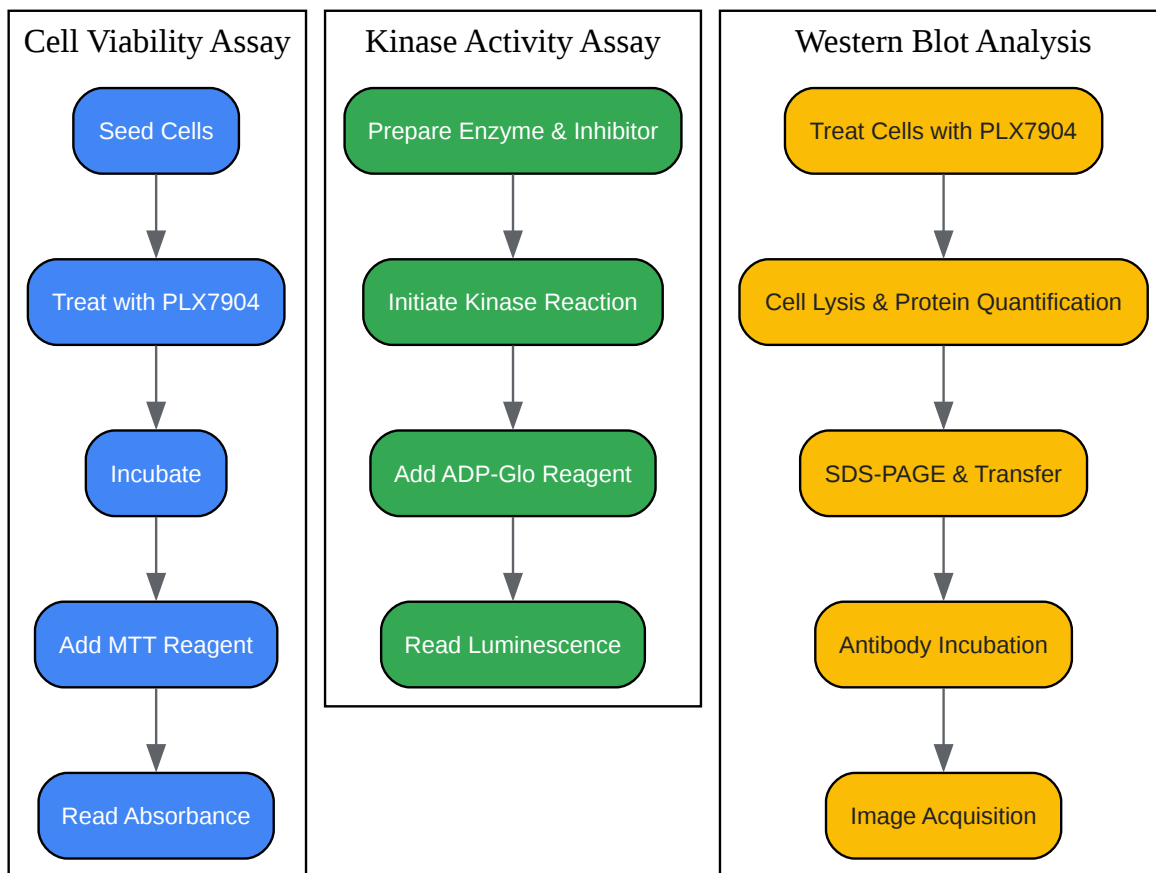 Cell Viability Assay
Seed Cells
Treat with PLX7904
Incubate
Add MTT Reagent
Read Absorbance
Kinase Activity Assay
Prepare Enzyme & Inhibitor
Initiate Kinase Reaction
Add ADP-Glo Reagent
Read Luminescence
Western Blot Analysis
Treat Cells with PLX7904
Cell Lysis & Protein Quantification
SDS-PAGE & Transfer
Antibody Incubation
Image Acquisition